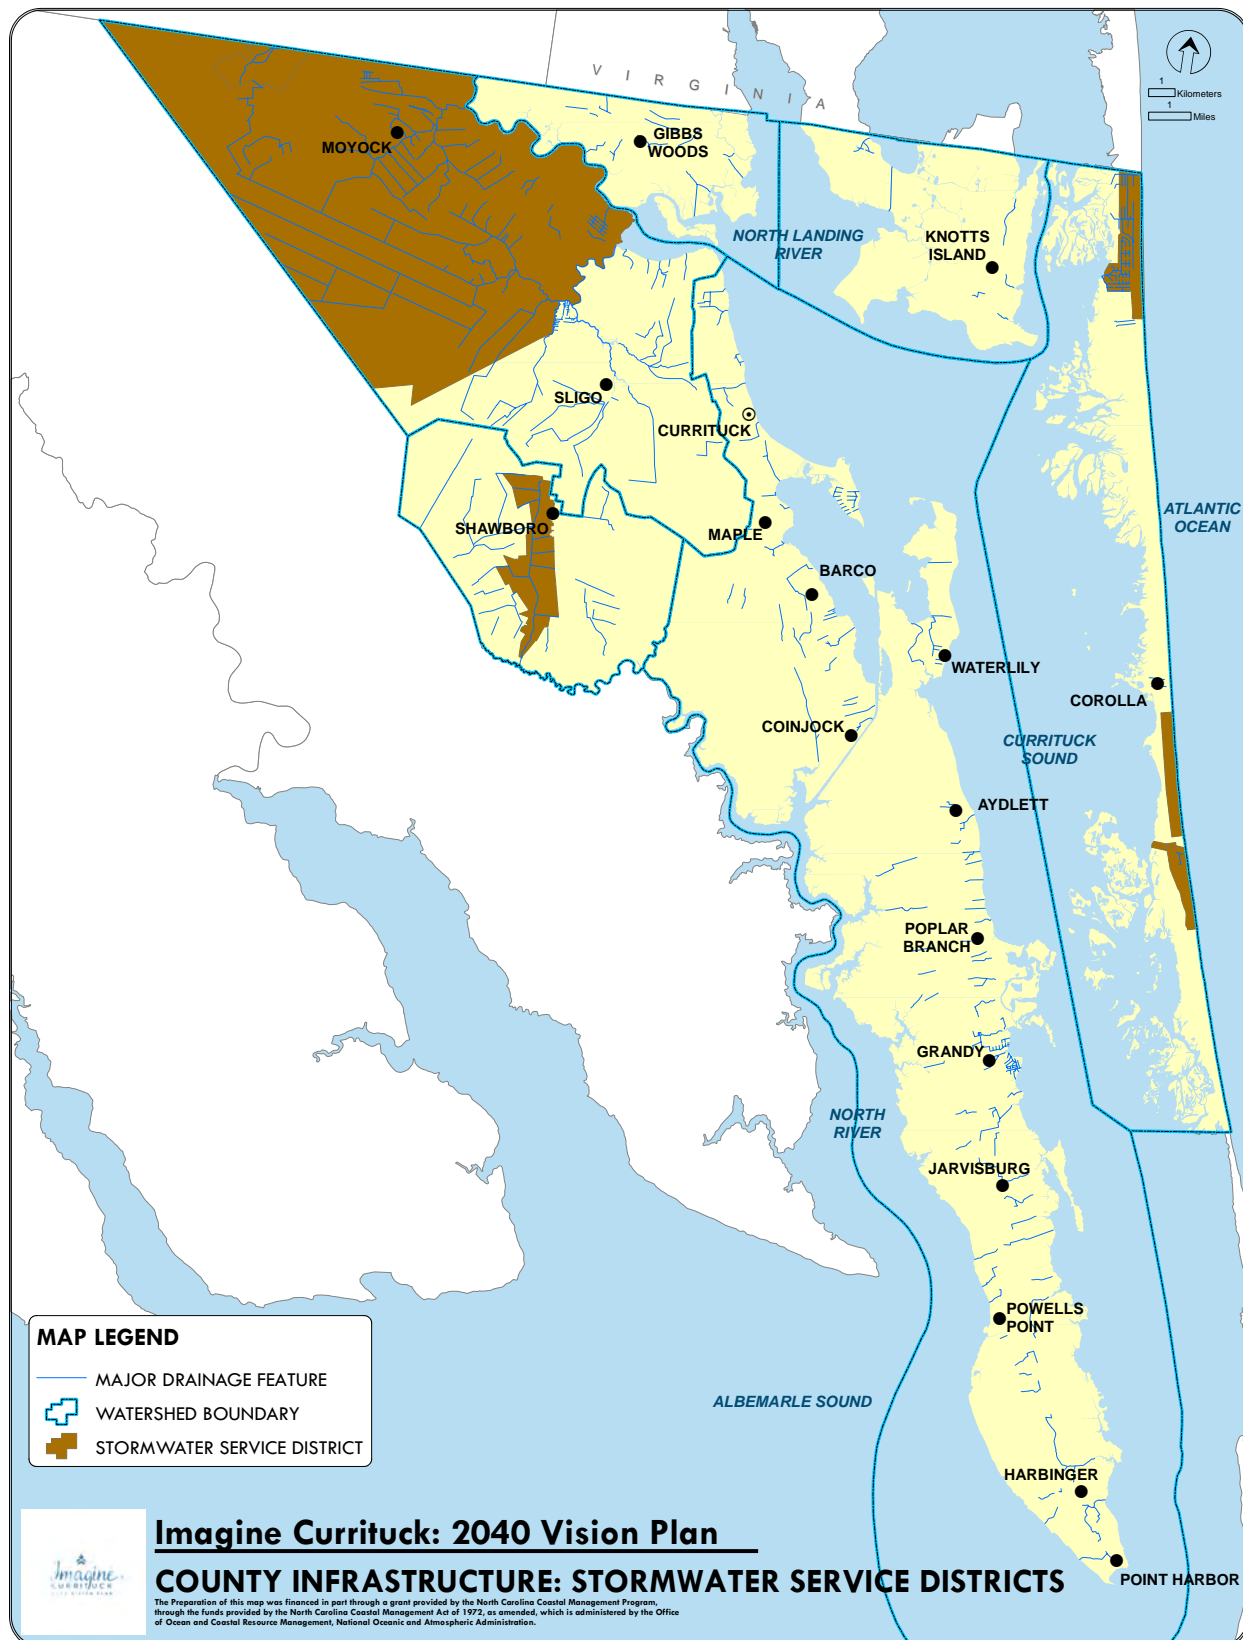 VIRGINIA
1
Kilometers
1
Miles
MOYOCK
GIBBS
WOODS
NORTH LANDING
RIVER
KNOTTS
ISLAND
SLIGO
CURRITUCK
SHAWBORO
MAPLE
ATLANTIC
OCEAN
BARCO
WATERLILY
COROLLA
COINJOCK
CURRITUCK
SOUND
AYDLETT
POPLAR
BRANCH
GRANDY
NORTH
RIVER
JARVISBURG
POWELLS
POINT
ALBEMARLE SOUND
HARBINGER
POINT HARBOR
MAP LEGEND
MAJOR DRAINAGE FEATURE
WATERSHED BOUNDARY
STORMWATER SERVICE DISTRICT
Imagine
CURRITUCK
Imagine Currituck: 2040 Vision Plan
COUNTY INFRASTRUCTURE: STORMWATER SERVICE DISTRICTS
The Preparation of this map was financed in part through a grant provided by the North Carolina Coastal Management Program,
through the funds provided by the North Carolina Coastal Management Act of 1972, as amended, which is administered by the Office
of Ocean and Coastal Resource Management, National Oceanic and Atmospheric Administration.